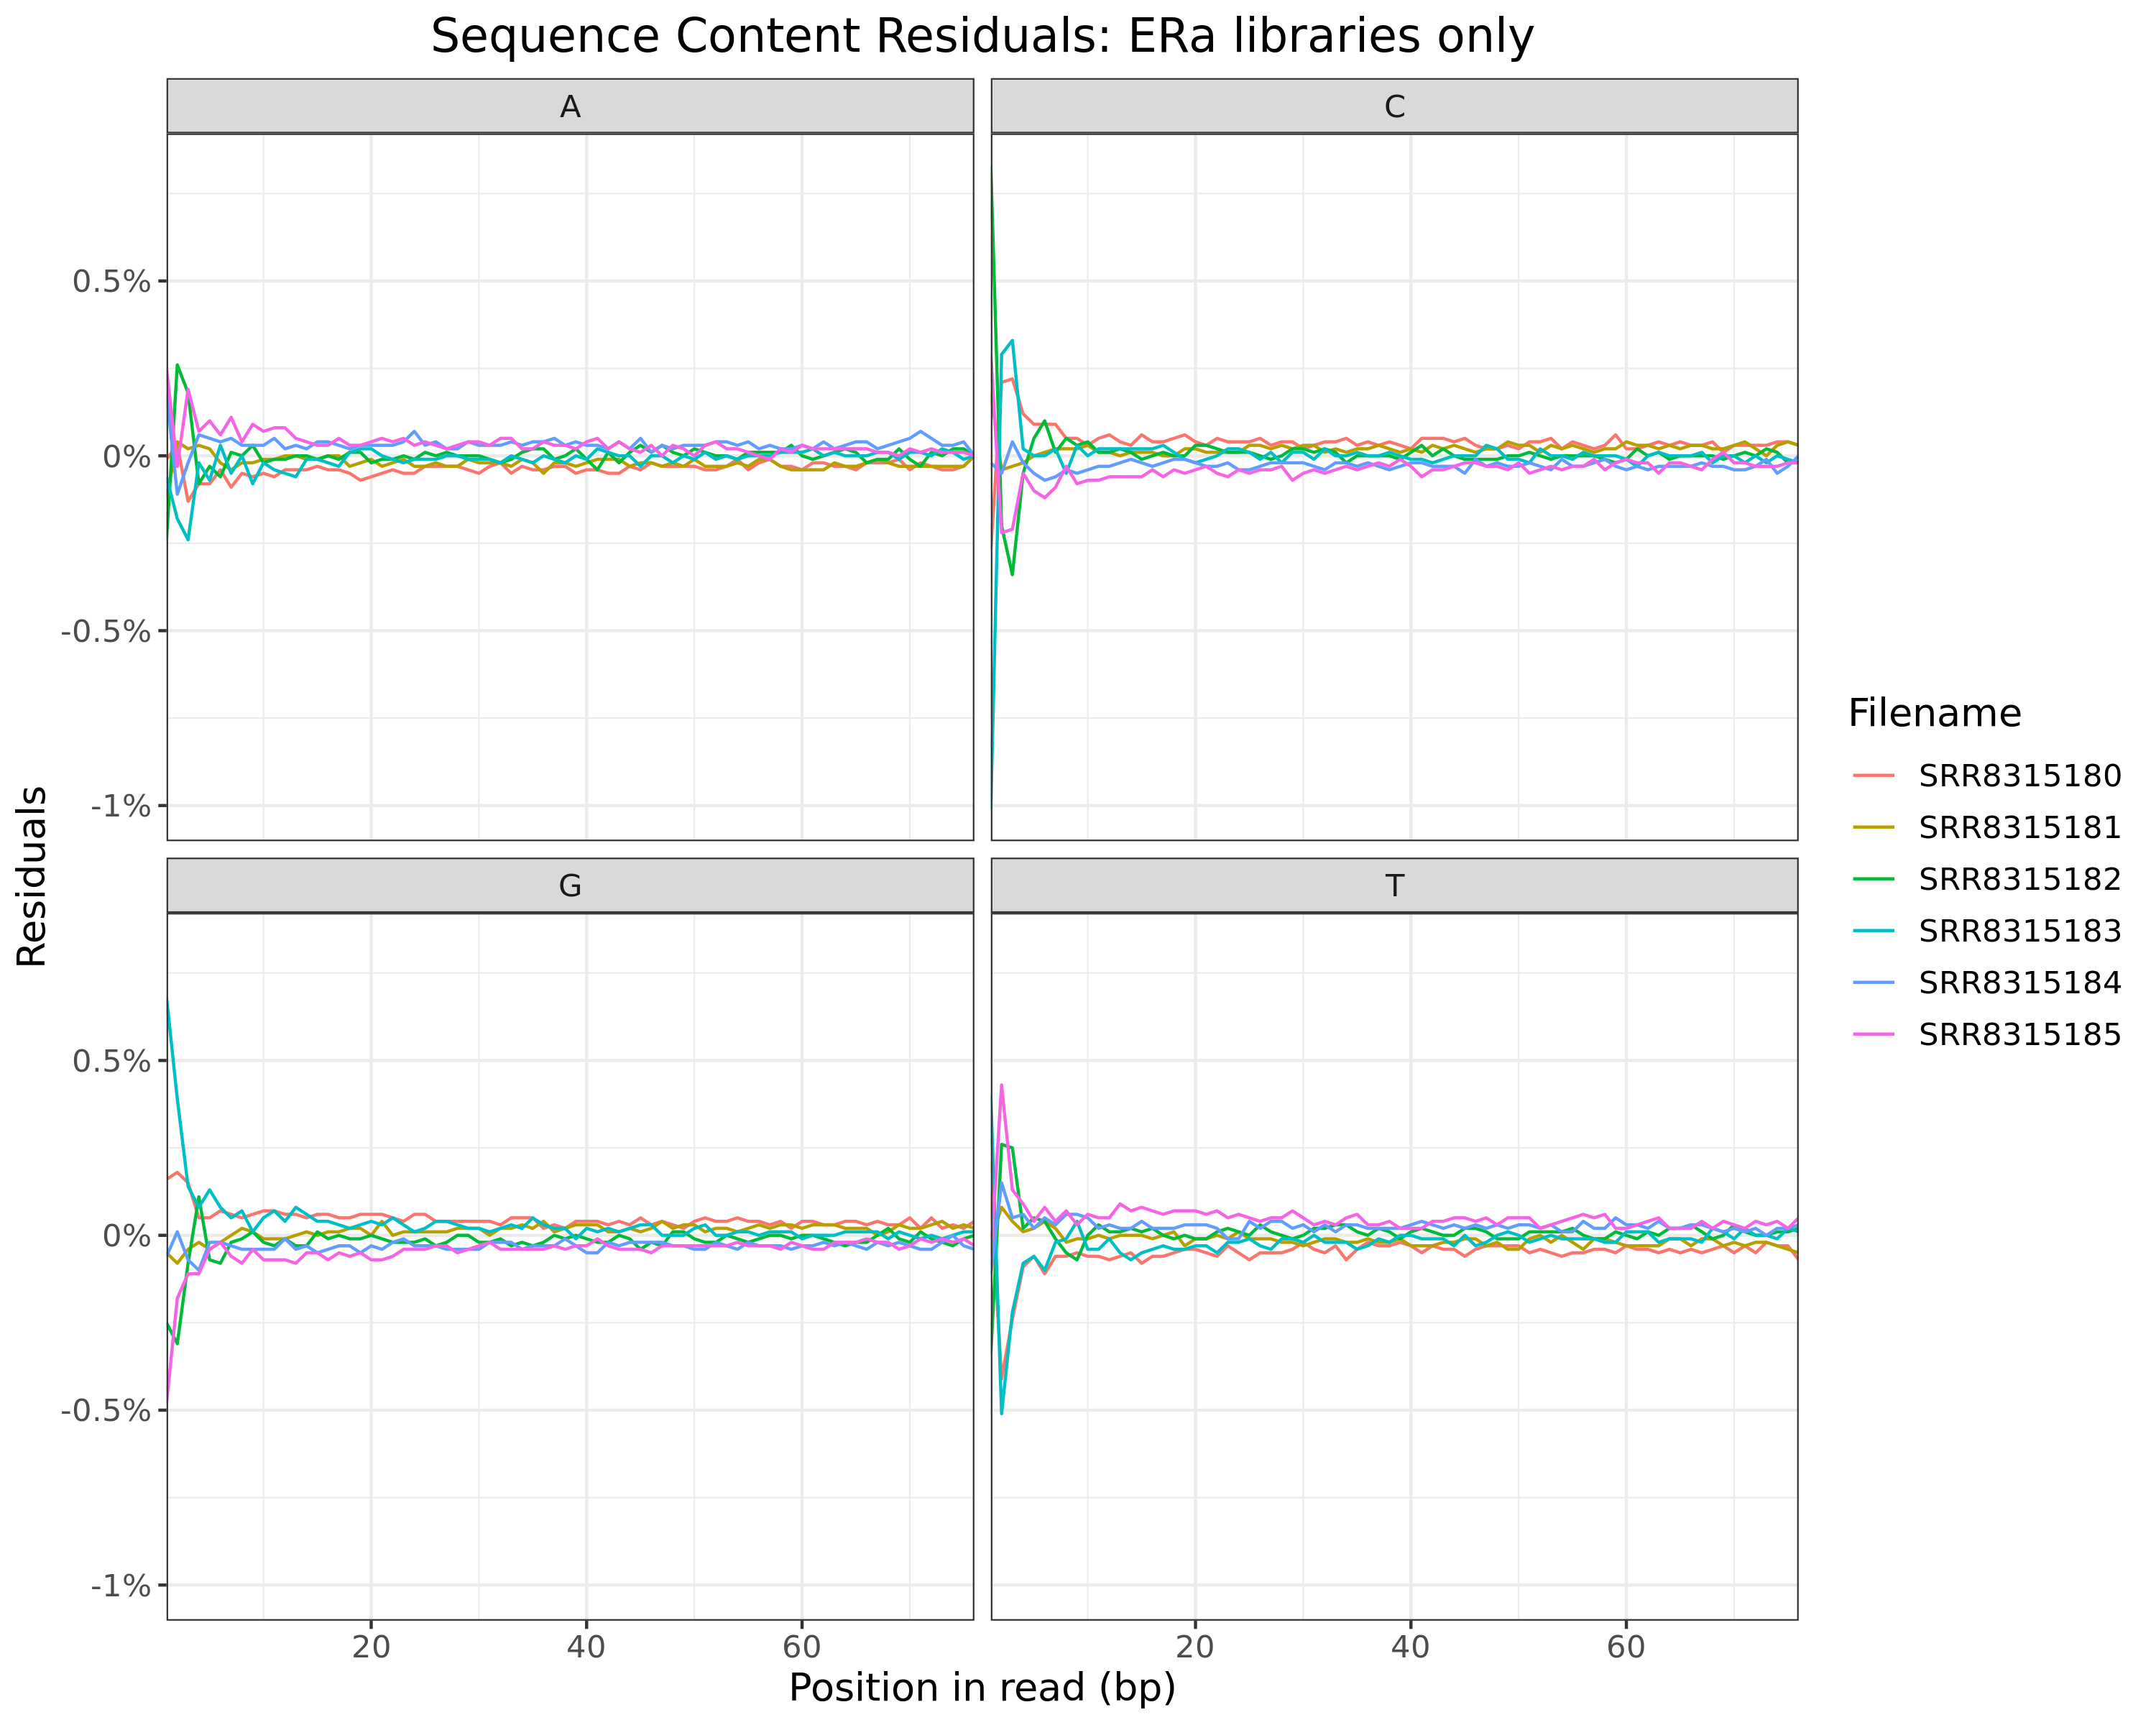 Sequence Content Residuals: ERa libraries only
A
C
0.5%
0%
-0.5%
-1%
G
T
0.5%
0%
-0.5%
-1%
20
40
60
20
40
60
Position in read (bp)
Residuals
Filename
SRR8315180
SRR8315181
SRR8315182
SRR8315183
SRR8315184
SRR8315185